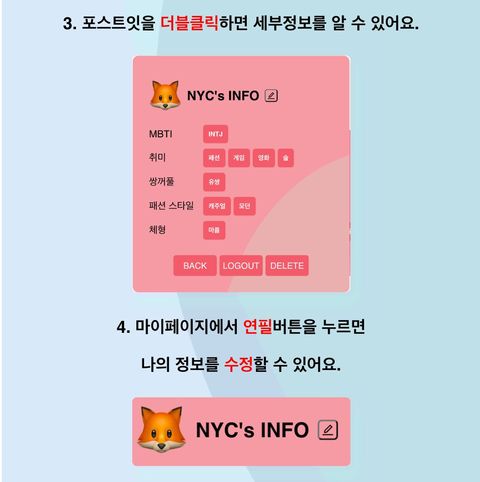 3. 포스트잇을 더블클릭하면 세부정보를 알 수 있어요.
NYC's INFO
MBTI INTJ
취미 패션 게임 영화 술
쌍꺼풀 유쌍
패션 스타일 캐주얼 모던
체형 마름
BACK LOGOUT DELETE
4. 마이페이지에서 연필버튼을 누르면
나의 정보를 수정할 수 있어요.
NYC's INFO